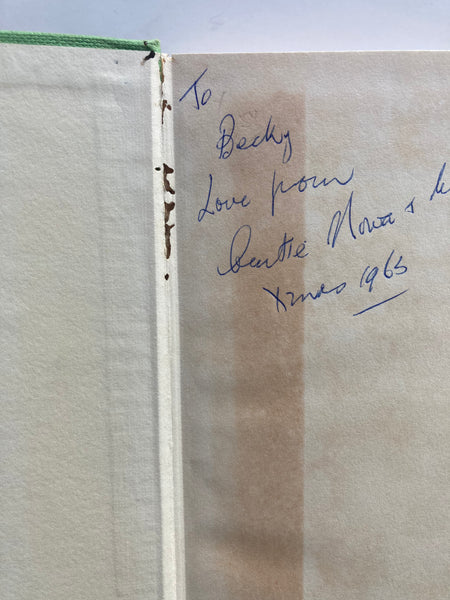 To
Becky
Love from
Auntie Nora +
Xmas 1965